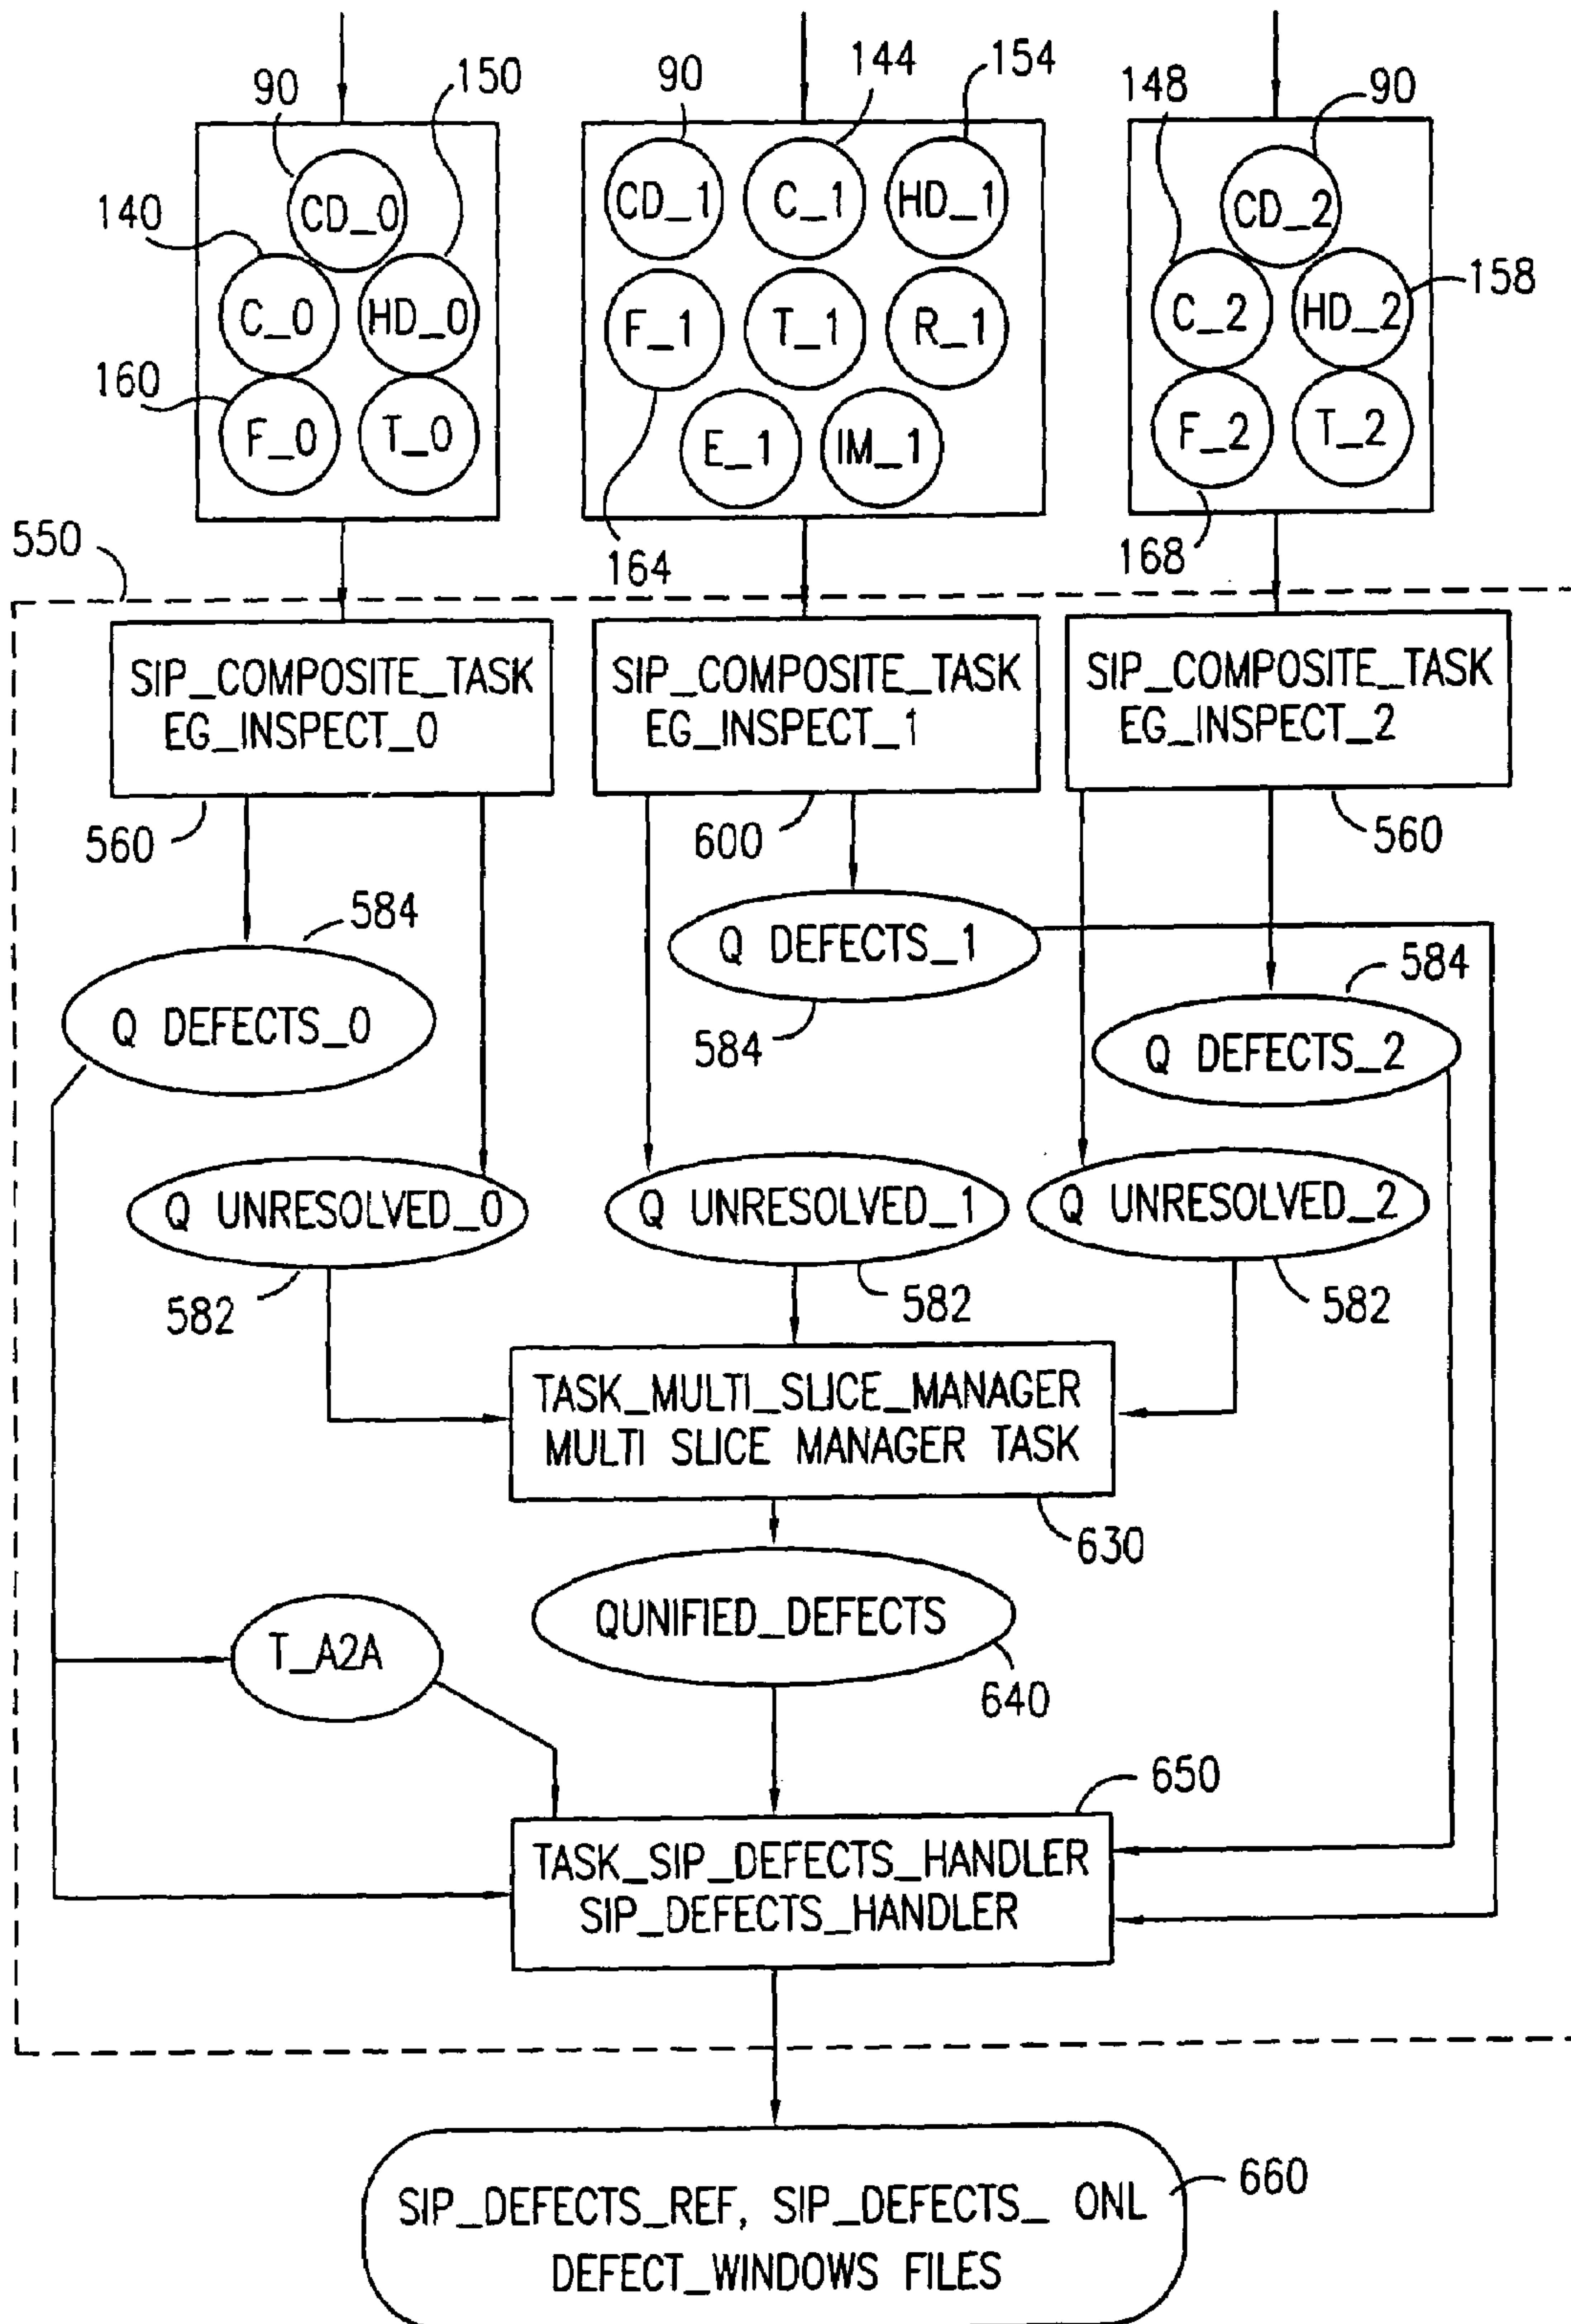 90
150
90
144
154
148
90
CD_0
140
C_0
HD_0
160
F_0
T_0
CD_1
C_1
HD_1
F_1
T_1
R_1
E_1
IM_1
164
CD_2
C_2
HD_2
158
F_2
T_2
168
550
SIP_COMPOSITE_TASK
EG_INSPECT_0
SIP_COMPOSITE_TASK
EG_INSPECT_1
SIP_COMPOSITE_TASK
EG_INSPECT_2
560
600
560
584
Q DEFECTS_0
Q DEFECTS_1
584
584
Q DEFECTS_2
Q UNRESOLVED_0
Q UNRESOLVED_1
Q UNRESOLVED_2
582
582
582
TASK_MULTI_SLICE_MANAGER
MULTI SLICE MANAGER TASK
630
QUNIFIED_DEFECTS
640
T_A2A
650
TASK_SIP_DEFECTS_HANDLER
SIP_DEFECTS_HANDLER
SIP_DEFECTS_REF, SIP_DEFECTS_ ONL
DEFECT_WINDOWS FILES
660